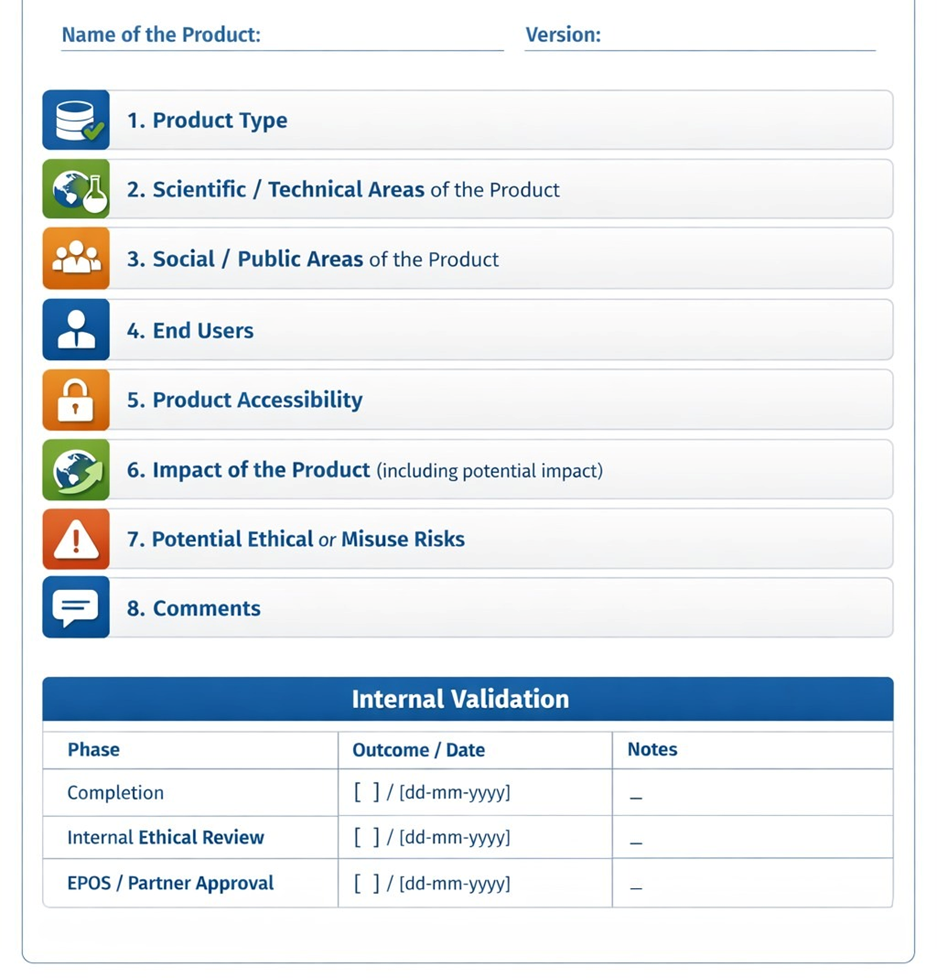 Name of the Product: Version:
1. Product Type
2. Scientific / Technical Areas of the Product
3. Social / Public Areas of the Product
4. End Users
5. Product Accessibility
6. Impact of the Product (including potential impact)
7. Potential Ethical or Misuse Risks
8. Comments
Internal Validation
Phase Outcome / Date Notes
Completion [ ] / [dd-mm-yyyy] _
Internal Ethical Review [ ] / [dd-mm-yyyy] _
EPOS / Partner Approval [ ] / [dd-mm-yyyy] _